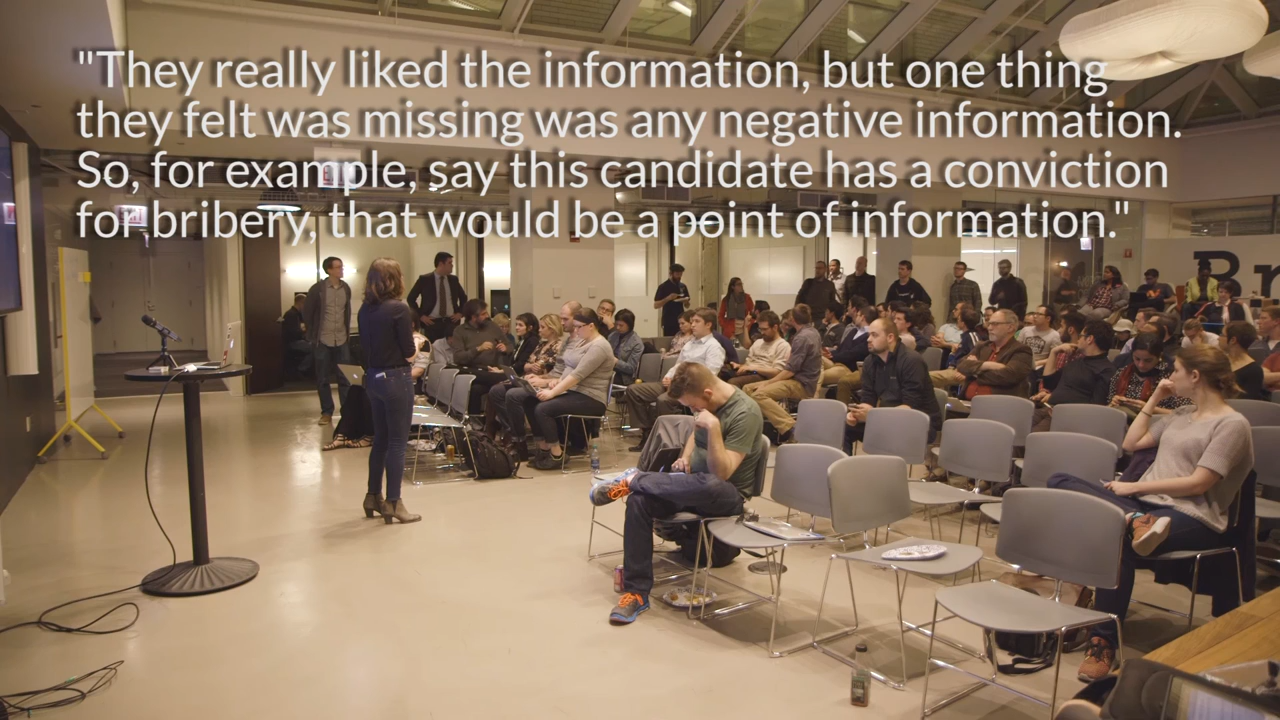 "They really liked the information, but one thing
they felt was missing was any negative information.
So, for example, say this candidate has a conviction
for bribery, that would be a point of information."
EXIT